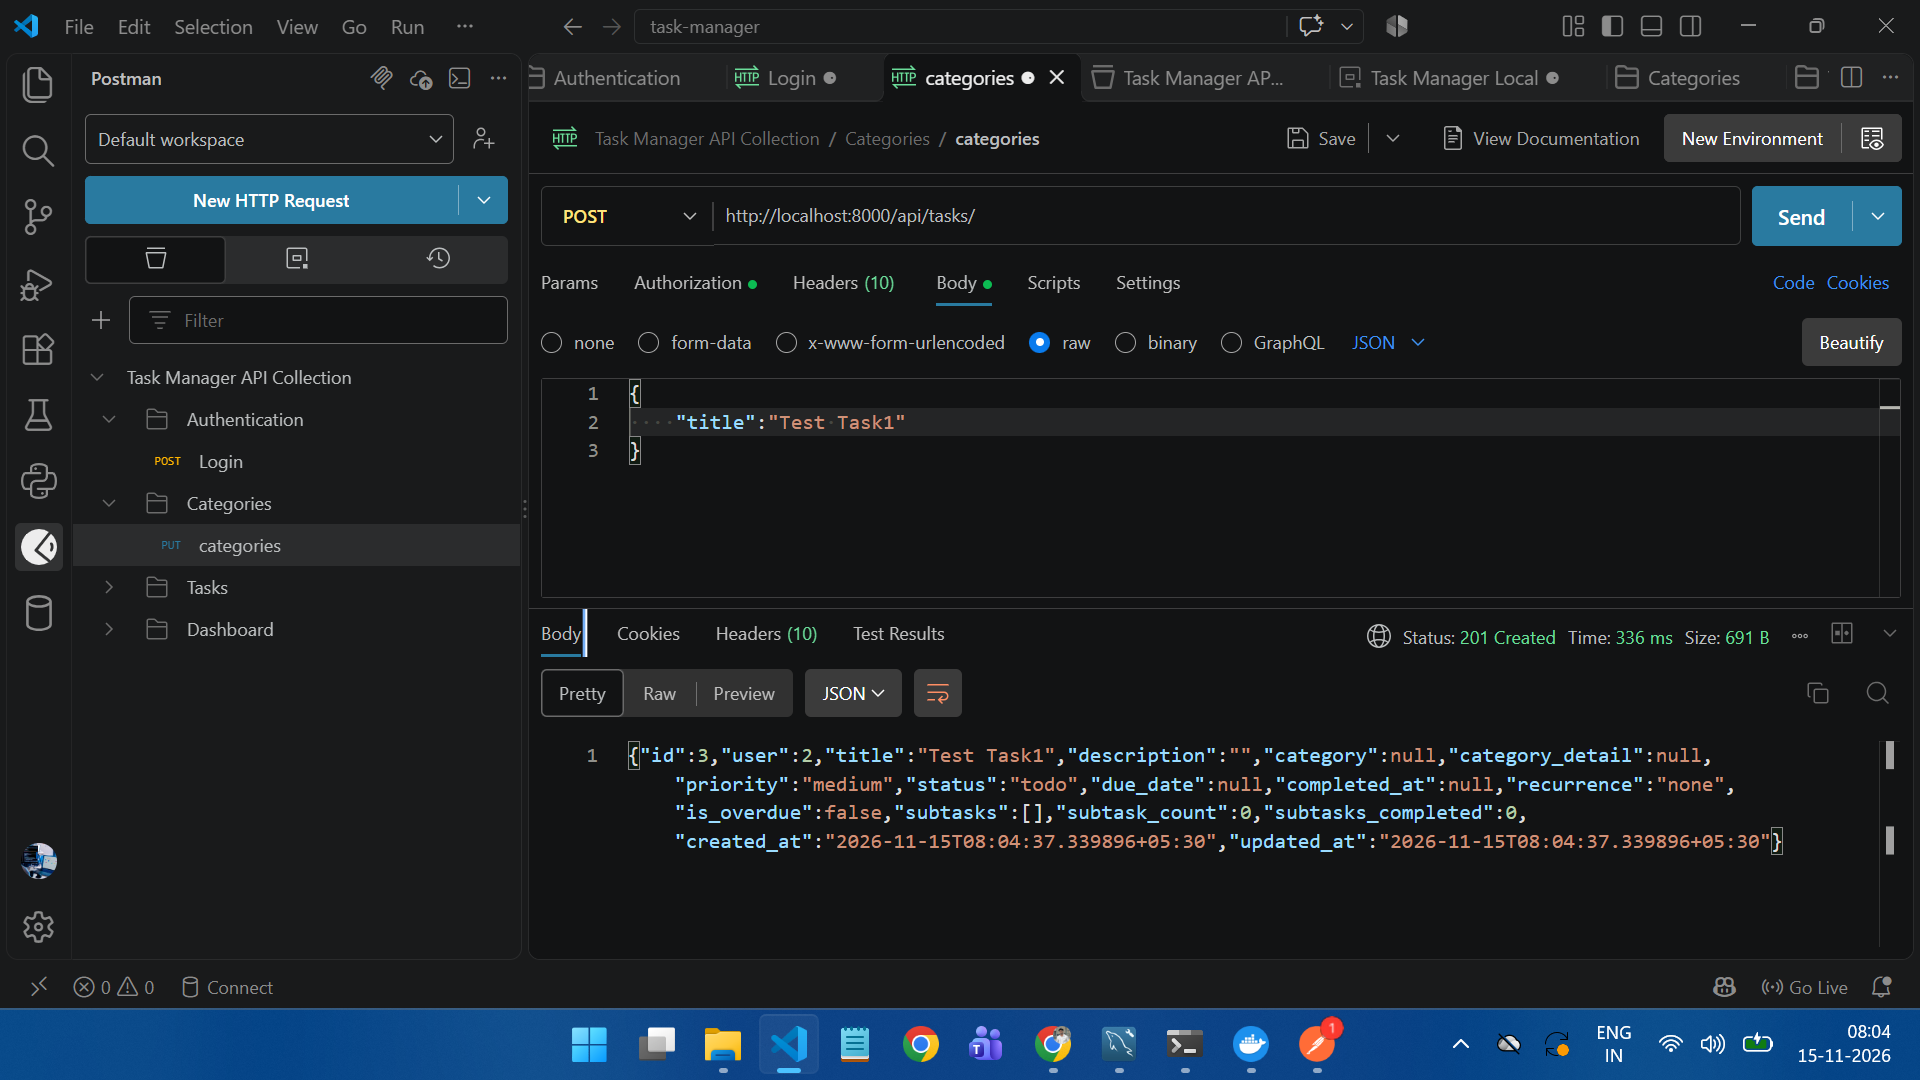 File Edit Selection View Go Run ···
task-manager
Postman
Default workspace
New HTTP Request
Filter
Task Manager API Collection
Authentication
POST Login
Categories
PUT categories
Tasks
Dashboard
Authentication
HTTP Login
HTTP categories
Task Manager AP...
Task Manager Local
Categories
HTTP Task Manager API Collection / Categories / categories
Save
View Documentation
New Environment
POST http://localhost:8000/api/tasks/
Send
Params Authorization Headers (10) Body Scripts Settings
Code Cookies
none form-data x-www-form-urlencoded raw binary GraphQL JSON
Beautify
1 {
2 "title":"Test Task1"
3 }
Body Cookies Headers (10) Test Results
Status: 201 Created Time: 336 ms Size: 691 B
Pretty Raw Preview JSON
1 {"id":3,"user":2,"title":"Test Task1","description":"","category":null,"category_detail":null,
"priority":"medium","status":"todo","due_date":null,"completed_at":null,"recurrence":"none",
"is_overdue":false,"subtasks":[],"subtask_count":0,"subtasks_completed":0,
"created_at":"2026-11-15T08:04:37.339896+05:30","updated_at":"2026-11-15T08:04:37.339896+05:30"}
0 0 Connect
Go Live
1
ENG
IN
08:04
15-11-2026